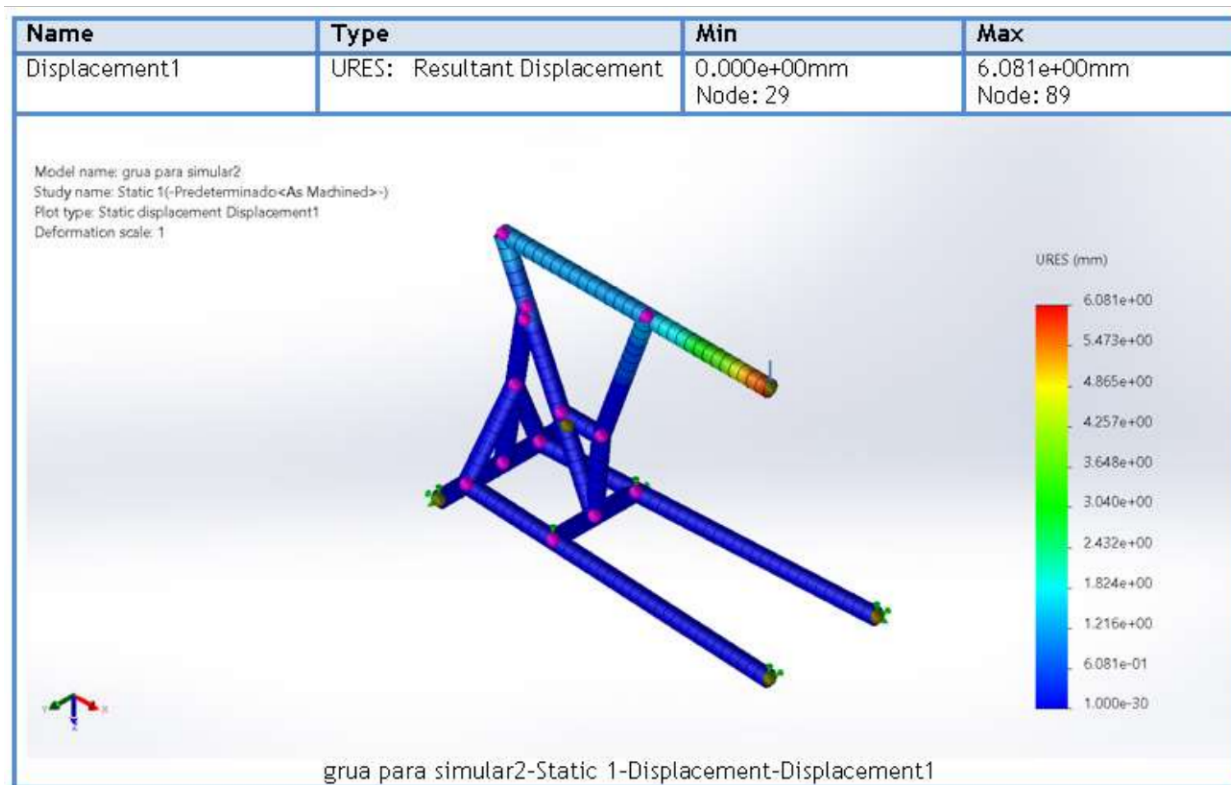 Name Type Min Max
Displacement1 URES: Resultant Displacement 0.000e+00mm 6.081e+00mm
Node: 29 Node: 89
Model name: grua para simular2
Study name: Static 1(-Predeterminado<As Machined>-)
Plot type: Static displacement Displacement1
Deformation scale: 1
URES (mm)
6.081e+00
5.473e+00
4.865e+00
4.257e+00
3.648e+00
3.040e+00
2.432e+00
1.824e+00
1.216e+00
6.081e-01
1.000e-30
grua para simular2-Static 1-Displacement-Displacement1